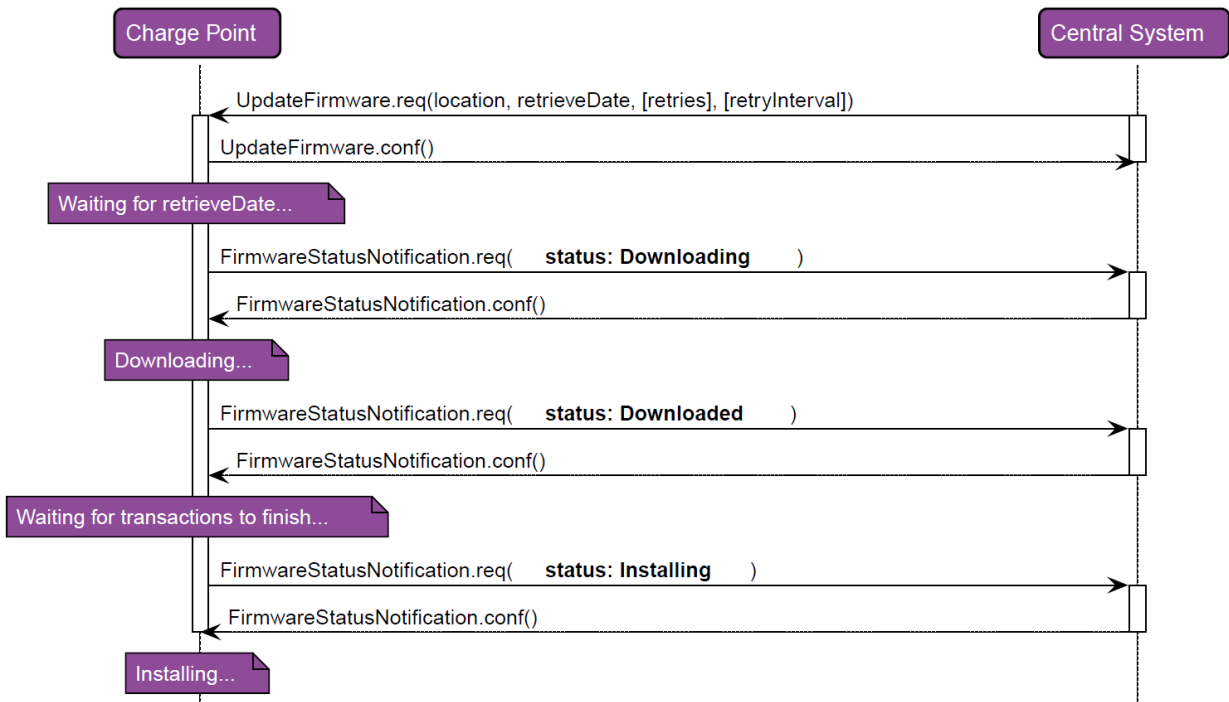 Charge Point
Central System
UpdateFirmware.req(location, retrieveDate, [retries], [retryInterval])
UpdateFirmware.conf()
Waiting for retrieveDate...
FirmwareStatusNotification.req( status: Downloading )
FirmwareStatusNotification.conf()
Downloading...
FirmwareStatusNotification.req( status: Downloaded )
FirmwareStatusNotification.conf()
Waiting for transactions to finish...
FirmwareStatusNotification.req( status: Installing )
FirmwareStatusNotification.conf()
Installing...